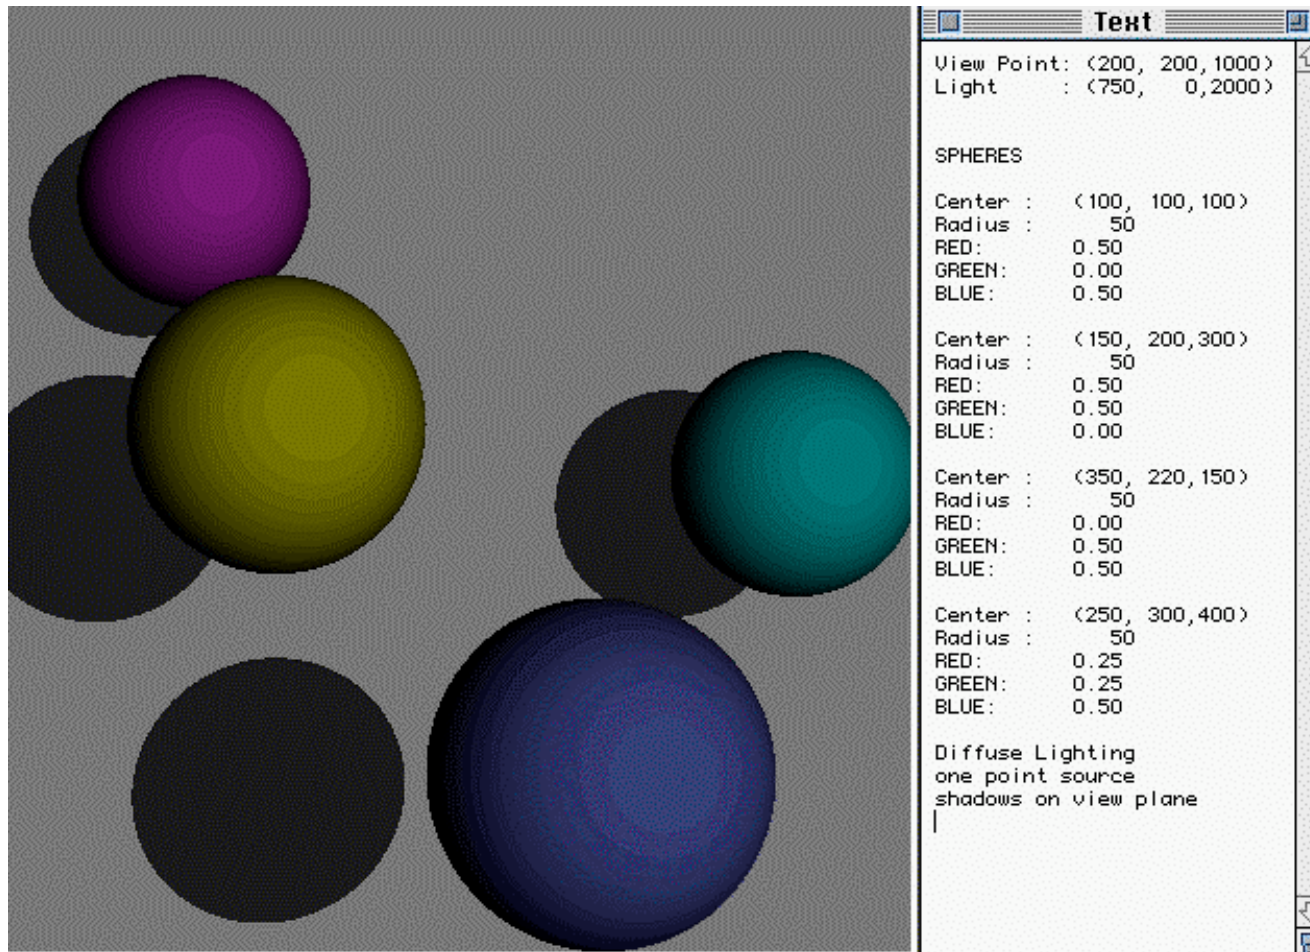 Text
View Point: (200, 200,1000)
Light     : (750,   0,2000)
SPHERES
Center :   (100, 100,100)
Radius :      50
RED:       0.50
GREEN:     0.00
BLUE:      0.50
Center :   (150, 200,300)
Radius :      50
RED:       0.50
GREEN:     0.50
BLUE:      0.00
Center :   (350, 220,150)
Radius :      50
RED:       0.00
GREEN:     0.50
BLUE:      0.50
Center :   (250, 300,400)
Radius :      50
RED:       0.25
GREEN:     0.25
BLUE:      0.50
Diffuse Lighting
one point source
shadows on view plane